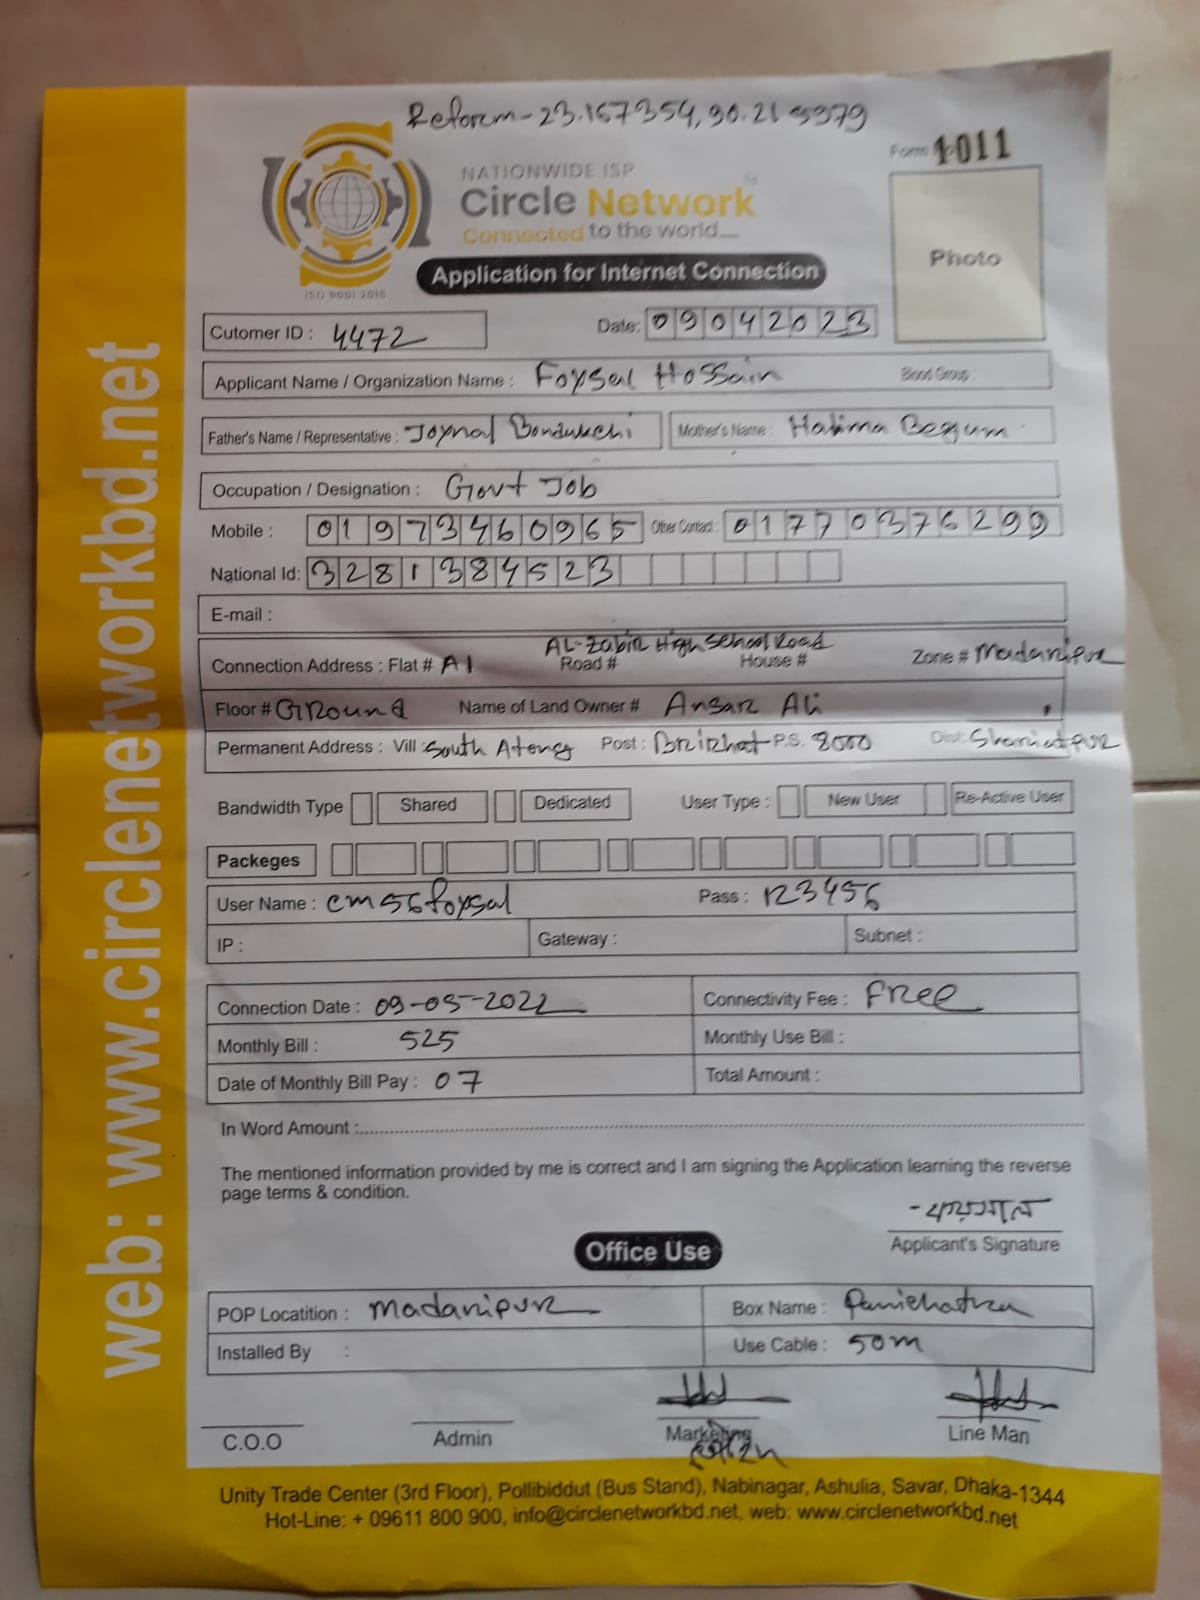 Reform-23.167354,90.215979
Form 1011
NATIONWIDE ISP
Circle Network
Connected to the world
ISO 9001:2015
Application for Internet Connection
Photo
Cutomer ID : 4472
Date: 09042023
Applicant Name / Organization Name : Foysal Hossain Blood Group :
Father's Name / Representative : Joynal Bondukchi Mother's Name : Halima Begum
Occupation / Designation : Govt Job
Mobile : 01973460965 Other Contact : 01770376299
National Id: 3281384523
E-mail :
AL-Zabir High School Road
Connection Address : Flat # A1 Road # House # Zone # Madanipur
Floor # Ground Name of Land Owner # Ansar Ali
Permanent Address : Vill : South Atong Post : P.S. 8000 Dist: Shariatpur
Bandwidth Type Shared Dedicated User Type : New User Re-Active User
Packeges
User Name : cm56foysal Pass : 123456
IP : Gateway : Subnet :
Connection Date : 09-05-2022 Connectivity Fee : Free
Monthly Bill : 525 Monthly Use Bill :
Date of Monthly Bill Pay : 07 Total Amount :
In Word Amount :
The mentioned information provided by me is correct and I am signing the Application learning the reverse
page terms & condition.
Applicant's Signature
Office Use
POP Locatition : Madanipur Box Name : Panichatra
Installed By : Use Cable : 50m
C.O.O Admin Marketing Line Man
Unity Trade Center (3rd Floor), Pollibiddut (Bus Stand), Nabinagar, Ashulia, Savar, Dhaka-1344
Hot-Line: + 09611 800 900, info@circlenetworkbd.net, web: www.circlenetworkbd.net
web: www.circlenetworkbd.net